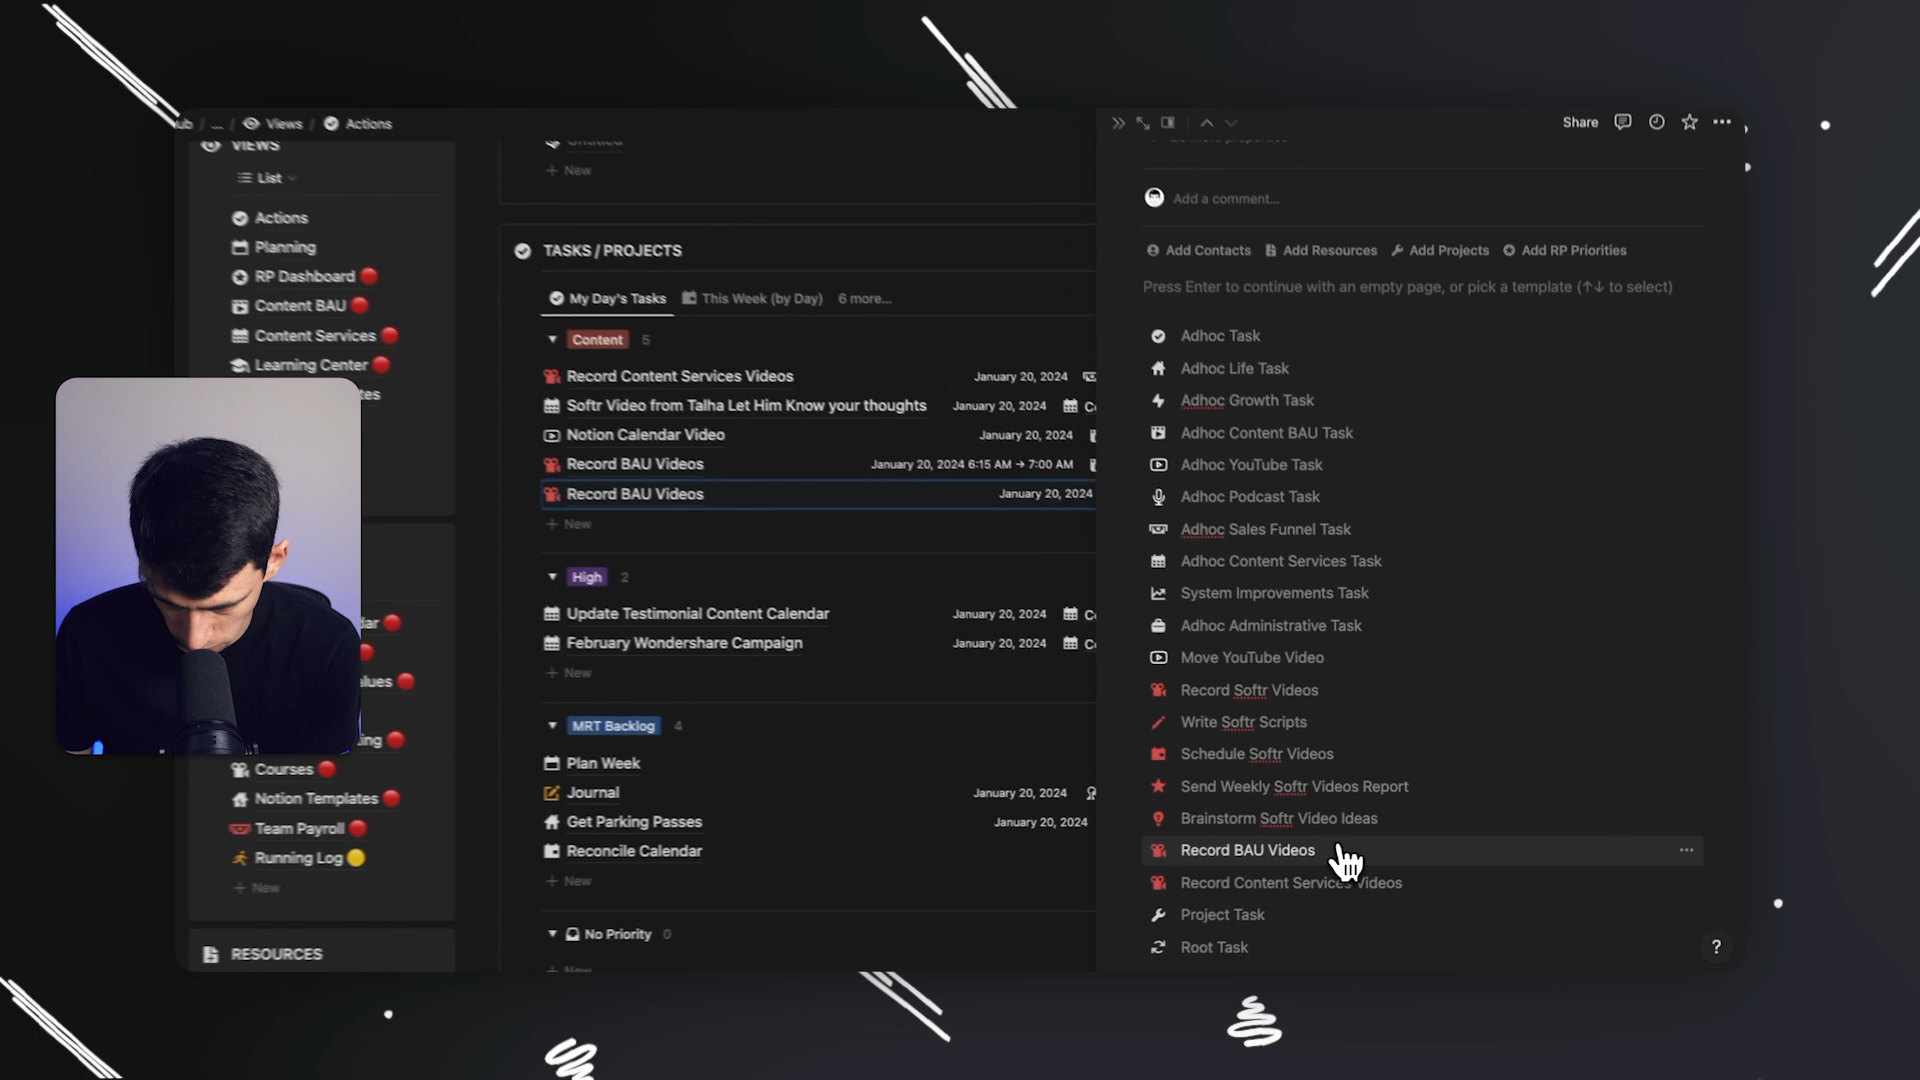 ub / ... / Views / Actions
VIEWS
List
Actions
Planning
RP Dashboard
Content BAU
Content Services
Learning Center
Courses
Notion Templates
Team Payroll
Running Log
+ New
RESOURCES
Untitled
+ New
TASKS / PROJECTS
My Day's Tasks
This Week (by Day)
6 more...
Content 5
Record Content Services Videos January 20, 2024
Softr Video from Talha Let Him Know your thoughts January 20, 2024
Notion Calendar Video January 20, 2024
Record BAU Videos January 20, 2024 6:15 AM → 7:00 AM
Record BAU Videos January 20, 2024
+ New
High 2
Update Testimonial Content Calendar January 20, 2024
February Wondershare Campaign January 20, 2024
+ New
MRT Backlog 4
Plan Week
Journal January 20, 2024
Get Parking Passes January 20, 2024
Reconcile Calendar
+ New
No Priority 0
+ New
Share
Add a comment...
Add Contacts Add Resources Add Projects Add RP Priorities
Press Enter to continue with an empty page, or pick a template (↑↓ to select)
Adhoc Task
Adhoc Life Task
Adhoc Growth Task
Adhoc Content BAU Task
Adhoc YouTube Task
Adhoc Podcast Task
Adhoc Sales Funnel Task
Adhoc Content Services Task
System Improvements Task
Adhoc Administrative Task
Move YouTube Video
Record Softr Videos
Write Softr Scripts
Schedule Softr Videos
Send Weekly Softr Videos Report
Brainstorm Softr Video Ideas
Record BAU Videos
Record Content Services Videos
Project Task
Root Task
?